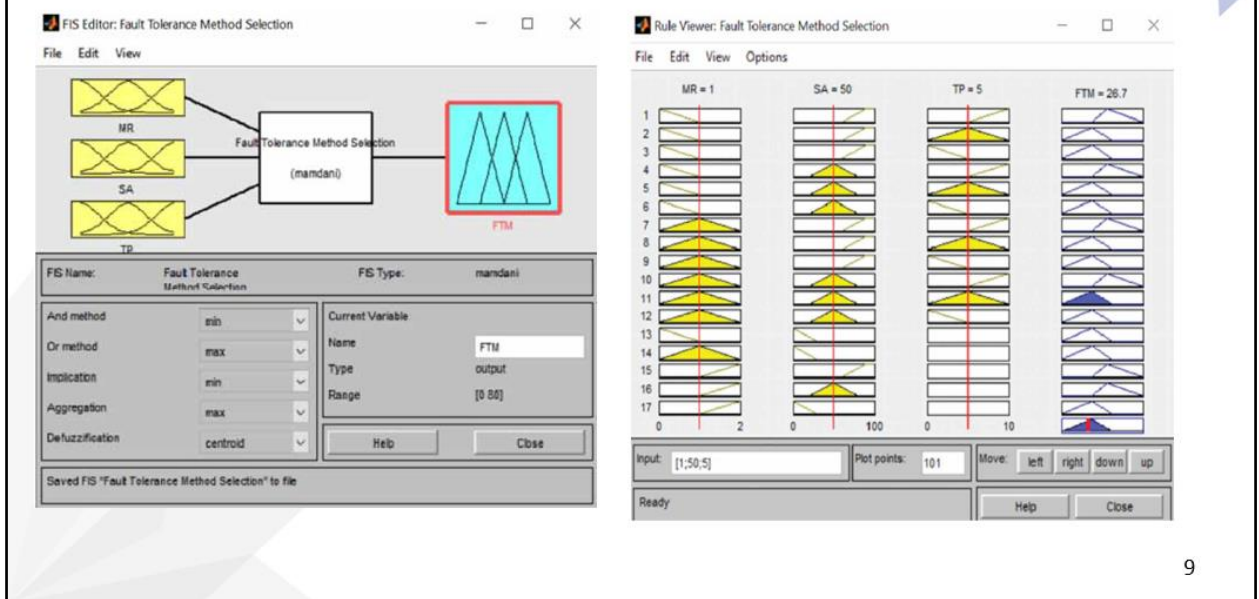 FIS Editor: Fault Tolerance Method Selection
File Edit View
MR
SA
TP
Fault Tolerance Method Selection
(mamdani)
FTM
FIS Name: Fault Tolerance Method Selection FIS Type: mamdani
And method min
Or method max
Implication min
Aggregation max
Defuzzification centroid
Current Variable
Name FTM
Type output
Range [0 80]
Help Close
Saved FIS "Fault Tolerance Method Selection" to file
Rule Viewer: Fault Tolerance Method Selection
File Edit View Options
MR = 1 SA = 50 TP = 5 FTM = 26.7
1
2
3
4
5
6
7
8
9
10
11
12
13
14
15
16
17
0 2 0 100 0 10
Input: [1;50;5] Plot points: 101 Move: left right down up
Ready Help Close
9